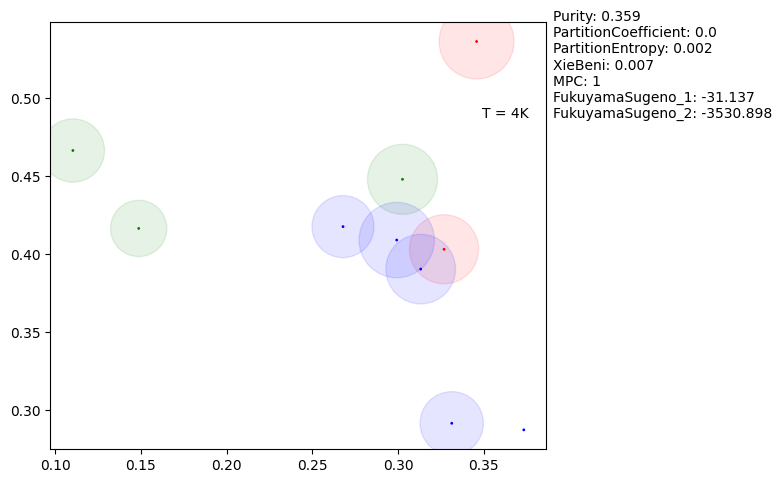 Purity: 0.359
PartitionCoefficient: 0.0
PartitionEntropy: 0.002
XieBeni: 0.007
MPC: 1
FukuyamaSugeno_1: -31.137
FukuyamaSugeno_2: -3530.898
T = 4K
0.50
0.45
0.40
0.35
0.30
0.10 0.15 0.20 0.25 0.30 0.35